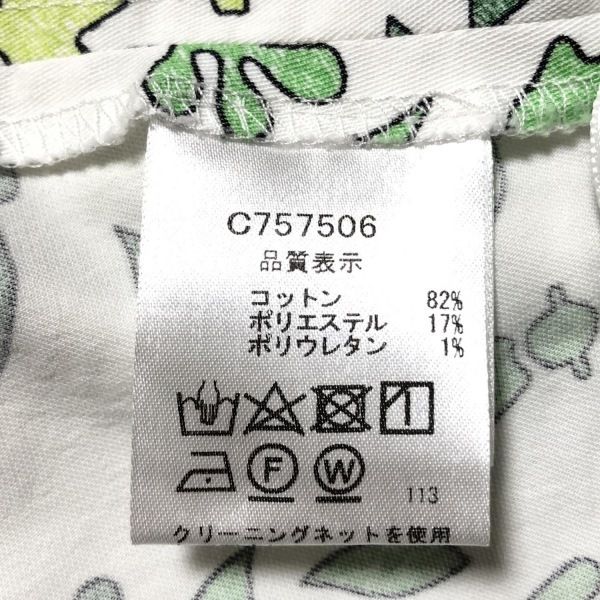 C757506
品質表示
コットン 82%
ポリエステル 17%
ポリウレタン 1%
F W
113
クリーニングネットを使用